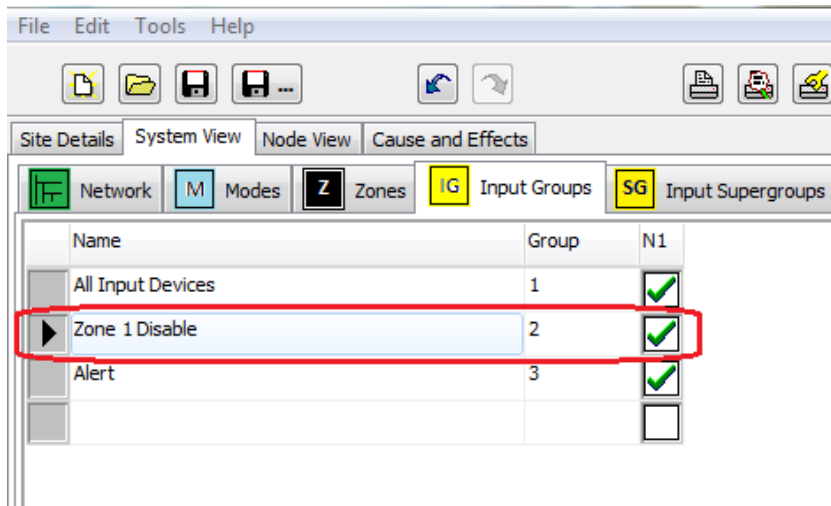 File Edit Tools Help
...
Site Details System View Node View Cause and Effects
Network M Modes Z Zones IG Input Groups SG Input Supergroups
Name Group N1
All Input Devices 1
Zone 1 Disable 2
Alert 3